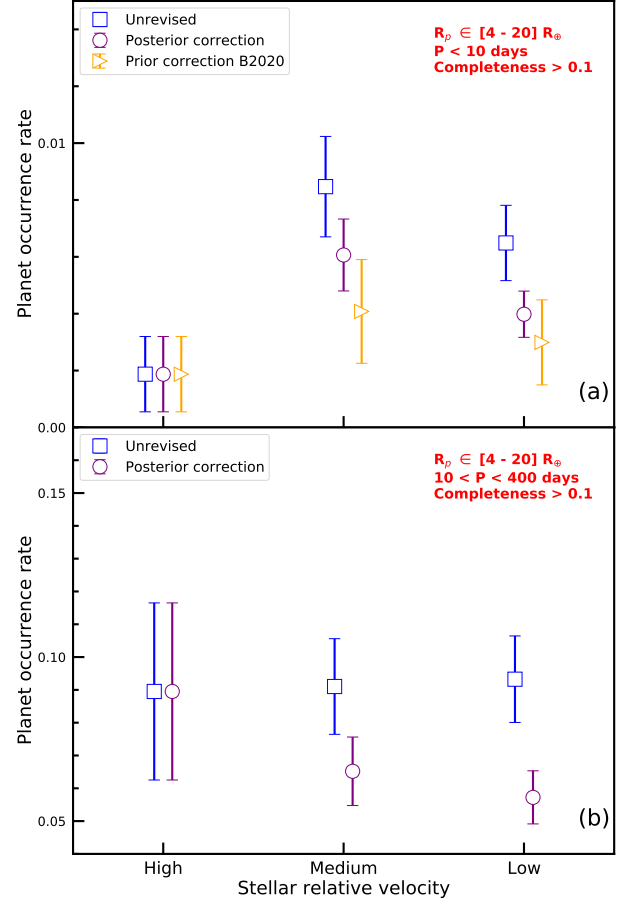 Unrevised
Posterior correction
Prior correction B2020
Rₚ ∈ [4 - 20] R⊕
P < 10 days
Completeness > 0.1
Planet occurrence rate
0.01
0.00
(a)
Unrevised
Posterior correction
Rₚ ∈ [4 - 20] R⊕
10 < P < 400 days
Completeness > 0.1
Planet occurrence rate
0.15
0.10
0.05
(b)
High Medium Low
Stellar relative velocity